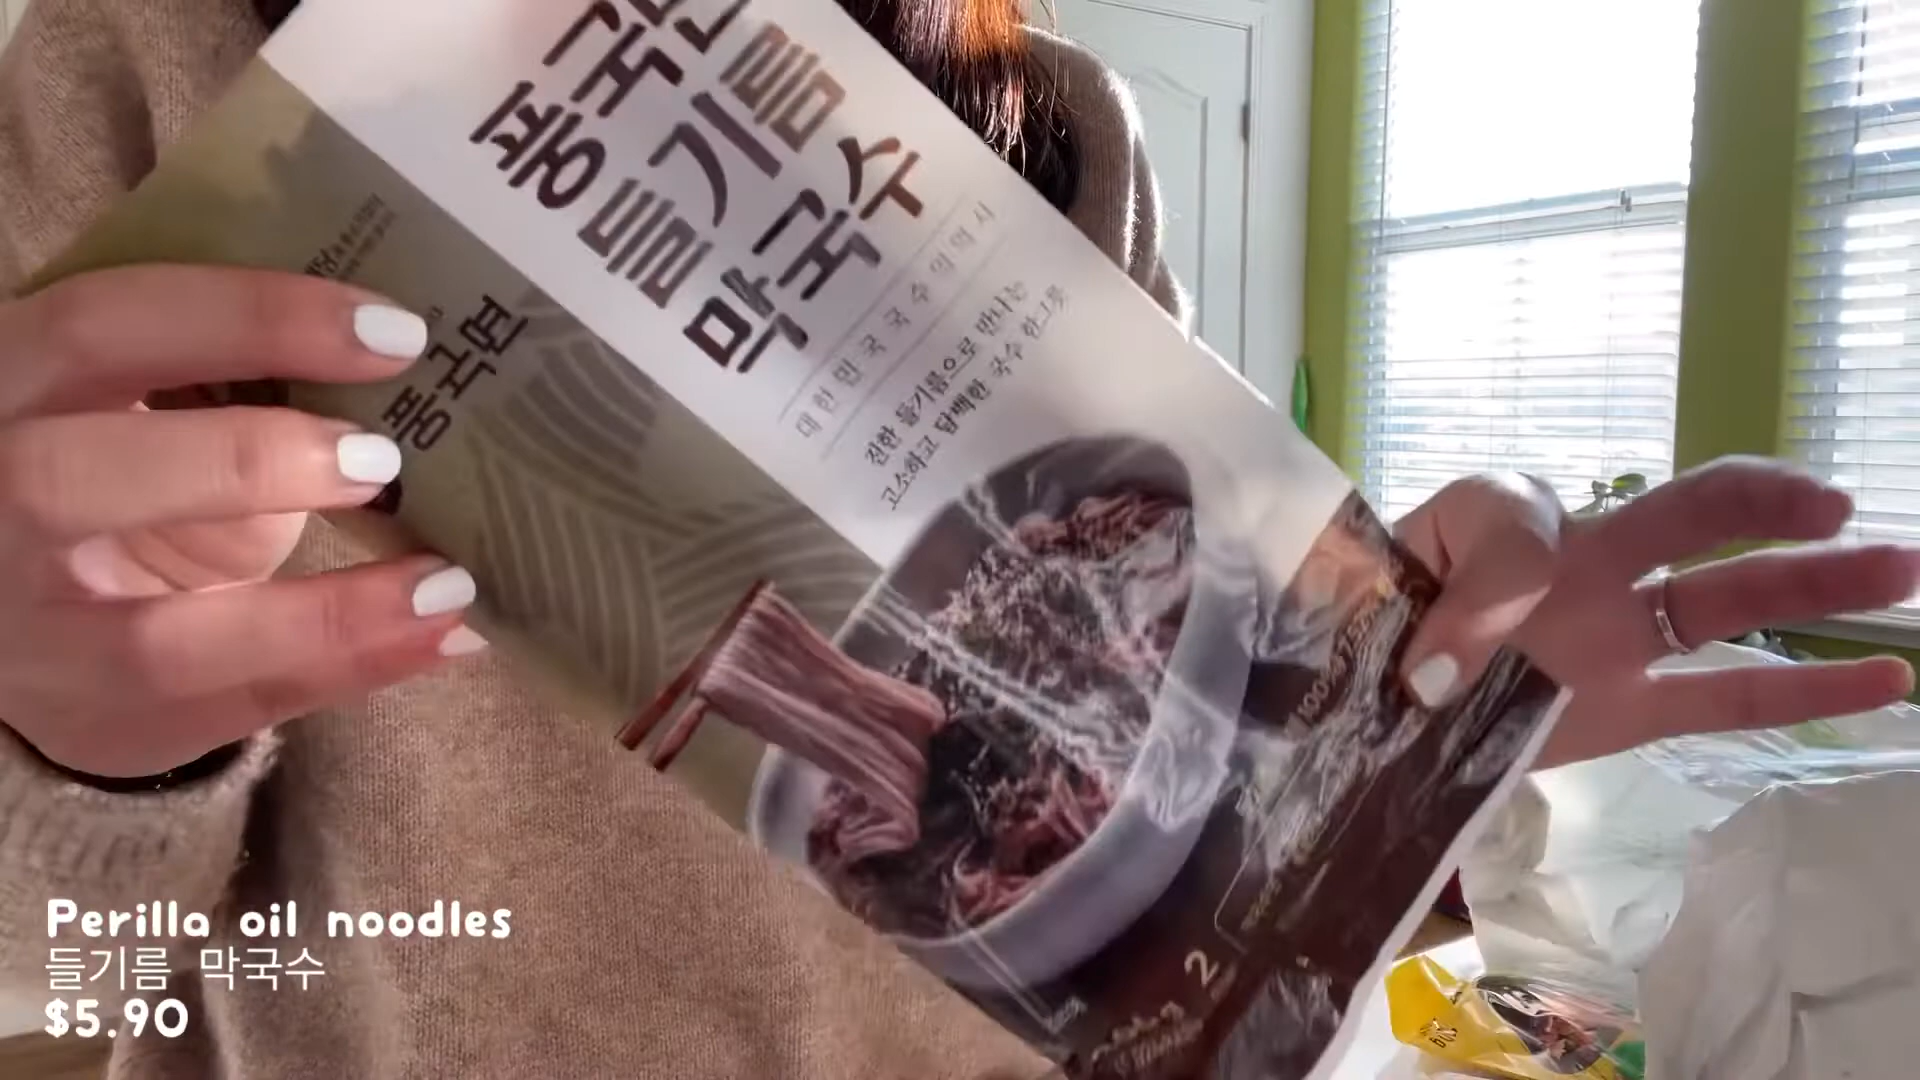 풍국면
들기름
막국수
대한민국 국수의 역사
진한 들기름으로 만나는
고소하고 담백한 국수 한그릇
풍국면
100%
2
Perilla oil noodles
들기름 막국수
$5.90